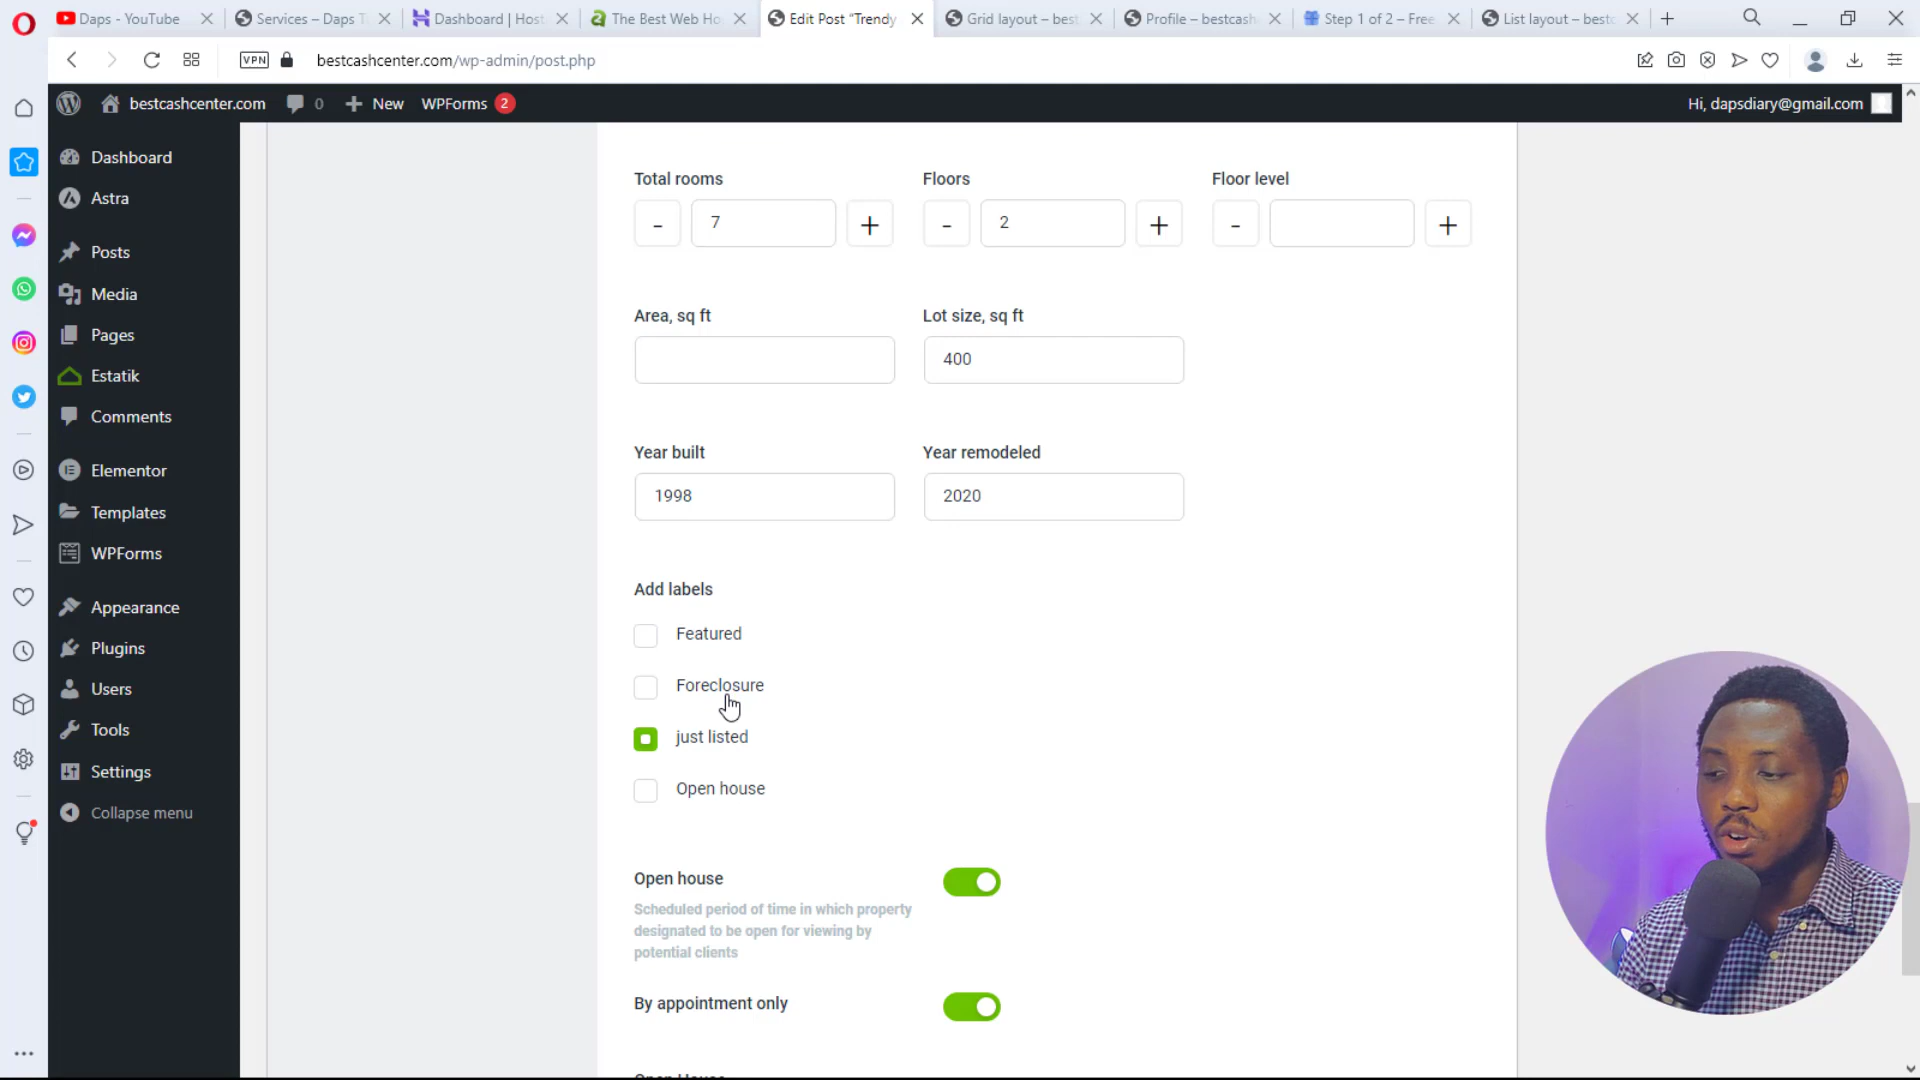 Daps - YouTube
Services – Daps T
Dashboard | Host
The Best Web Ho
Edit Post "Trendy
Grid layout – best
Profile – bestcash
Step 1 of 2 – Free
List layout – bestc
VPN
bestcashcenter.com/wp-admin/post.php
bestcashcenter.com
0
New
WPForms
2
Hi, dapsdiary@gmail.com
Dashboard
Astra
Posts
Media
Pages
Estatik
Comments
Elementor
Templates
WPForms
Appearance
Plugins
Users
Tools
Settings
Collapse menu
Total rooms
Floors
Floor level
- 7 +
- 2 +
- +
Area, sq ft
Lot size, sq ft
400
Year built
Year remodeled
1998
2020
Add labels
Featured
Foreclosure
just listed
Open house
Open house
Scheduled period of time in which property
designated to be open for viewing by
potential clients
By appointment only